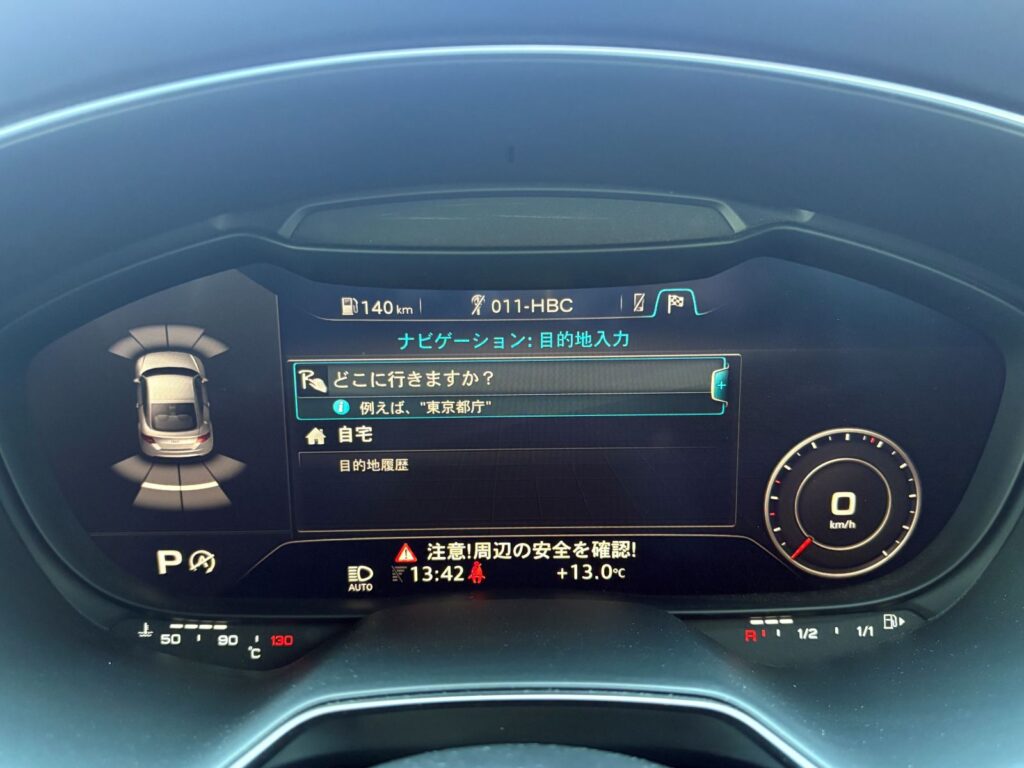 140 km
011-HBC
ナビゲーション: 目的地入力
どこに行きますか？
例えば、"東京都庁"
自宅
目的地履歴
0
km/h
P
注意!周辺の安全を確認!
AUTO
13:42
+13.0℃
50 90 130
℃
R 1/2 1/1